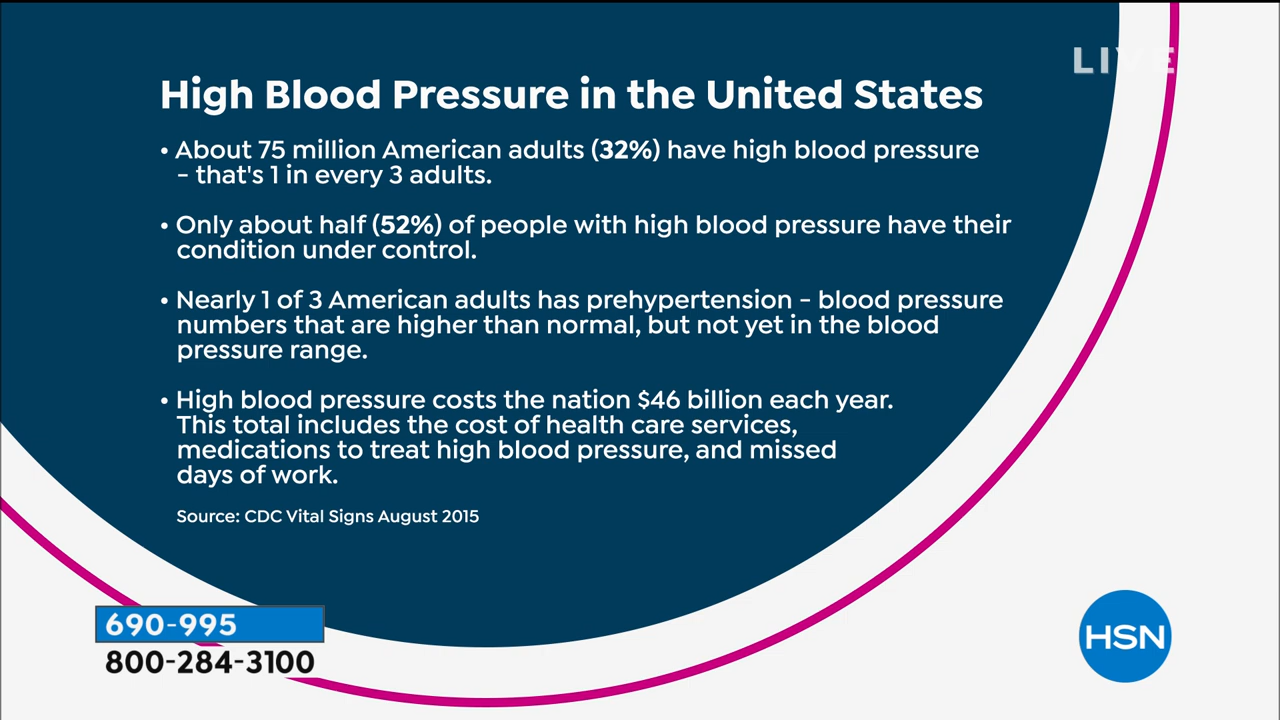 LIVE
High Blood Pressure in the United States
• About 75 million American adults (32%) have high blood pressure
- that's 1 in every 3 adults.
• Only about half (52%) of people with high blood pressure have their
condition under control.
• Nearly 1 of 3 American adults has prehypertension - blood pressure
numbers that are higher than normal, but not yet in the blood
pressure range.
• High blood pressure costs the nation $46 billion each year.
This total includes the cost of health care services,
medications to treat high blood pressure, and missed
days of work.
Source: CDC Vital Signs August 2015
690-995
800-284-3100
HSN